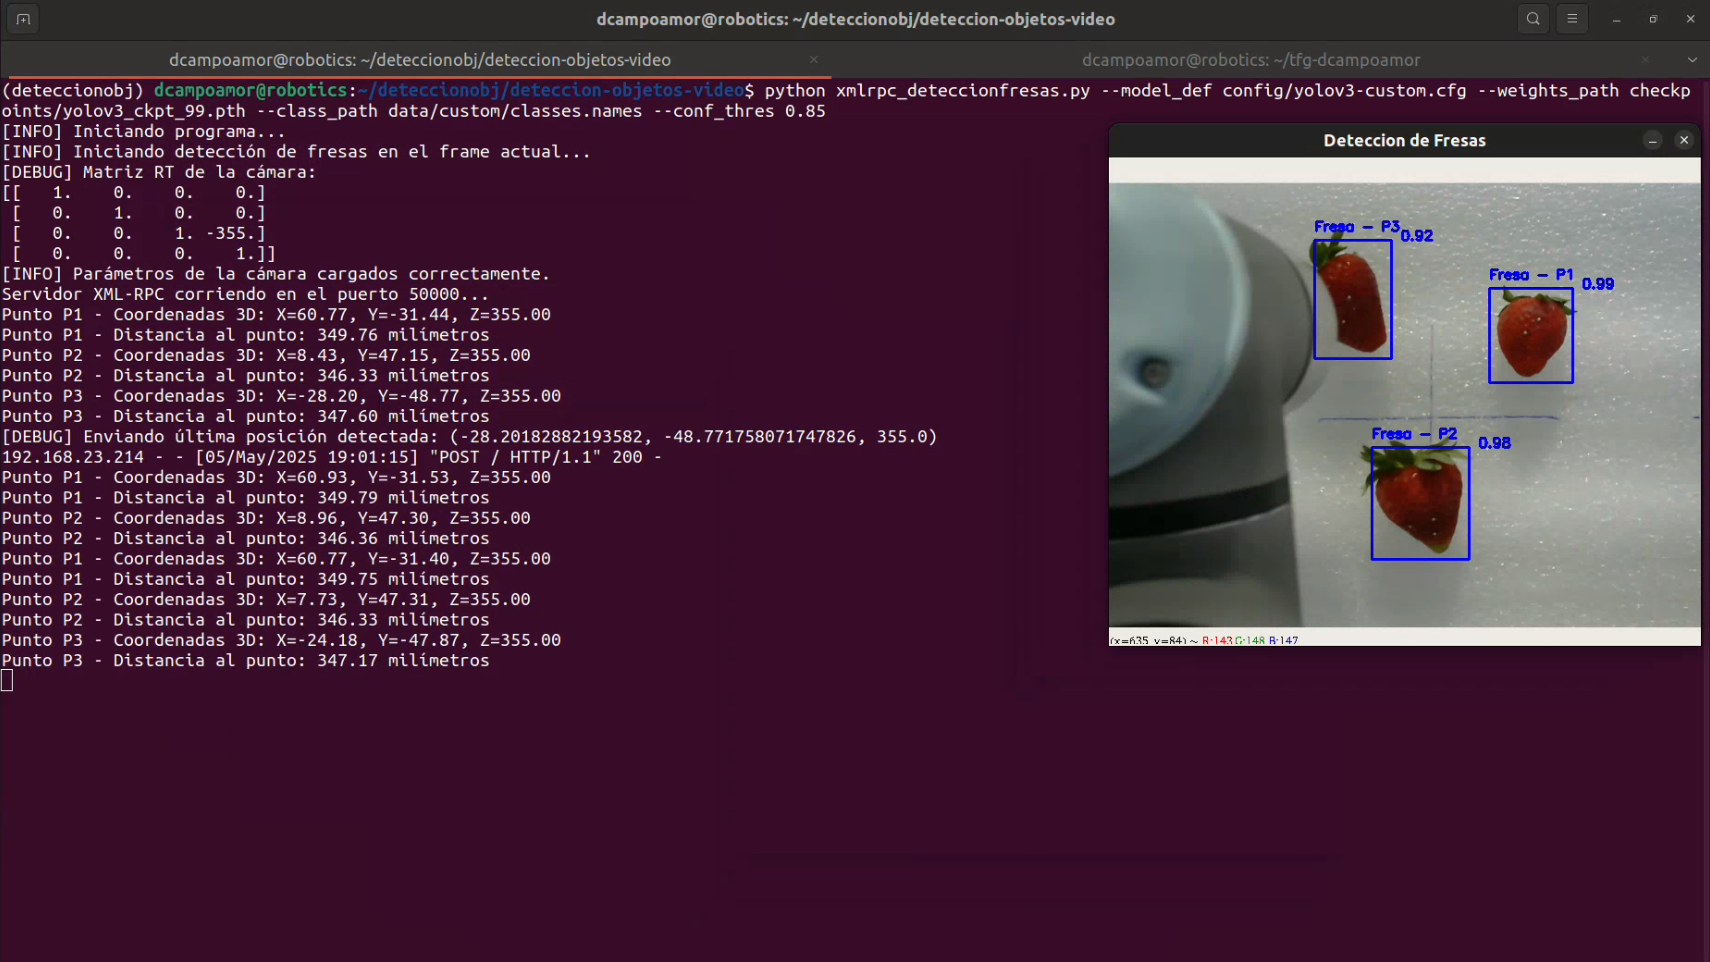 dcampoamor@robotics: ~/deteccionobj/deteccion-objetos-video
dcampoamor@robotics: ~/deteccionobj/deteccion-objetos-video
dcampoamor@robotics: ~/tfg-dcampoamor
(deteccionobj) dcampoamor@robotics:~/deteccionobj/deteccion-objetos-video$ python xmlrpc_deteccionfresas.py --model_def config/yolov3-custom.cfg --weights_path checkp
oints/yolov3_ckpt_99.pth --class_path data/custom/classes.names --conf_thres 0.85
[INFO] Iniciando programa...
[INFO] Iniciando detección de fresas en el frame actual...
[DEBUG] Matriz RT de la cámara:
[[   1.    0.    0.    0.]
 [   0.    1.    0.    0.]
 [   0.    0.    1. -355.]
 [   0.    0.    0.    1.]]
[INFO] Parámetros de la cámara cargados correctamente.
Servidor XML-RPC corriendo en el puerto 50000...
Punto P1 - Coordenadas 3D: X=60.77, Y=-31.44, Z=355.00
Punto P1 - Distancia al punto: 349.76 milímetros
Punto P2 - Coordenadas 3D: X=8.43, Y=47.15, Z=355.00
Punto P2 - Distancia al punto: 346.33 milímetros
Punto P3 - Coordenadas 3D: X=-28.20, Y=-48.77, Z=355.00
Punto P3 - Distancia al punto: 347.60 milímetros
[DEBUG] Enviando última posición detectada: (-28.20182882193582, -48.771758071747826, 355.0)
192.168.23.214 - - [05/May/2025 19:01:15] "POST / HTTP/1.1" 200 -
Punto P1 - Coordenadas 3D: X=60.93, Y=-31.53, Z=355.00
Punto P1 - Distancia al punto: 349.79 milímetros
Punto P2 - Coordenadas 3D: X=8.96, Y=47.30, Z=355.00
Punto P2 - Distancia al punto: 346.36 milímetros
Punto P1 - Coordenadas 3D: X=60.77, Y=-31.40, Z=355.00
Punto P1 - Distancia al punto: 349.75 milímetros
Punto P2 - Coordenadas 3D: X=7.73, Y=47.31, Z=355.00
Punto P2 - Distancia al punto: 346.33 milímetros
Punto P3 - Coordenadas 3D: X=-24.18, Y=-47.87, Z=355.00
Punto P3 - Distancia al punto: 347.17 milímetros
Deteccion de Fresas
Fresa - P3 0.92
Fresa - P1 0.99
Fresa - P2 0.98
(x=635, y=84) ~ R:143 G:148 B:147